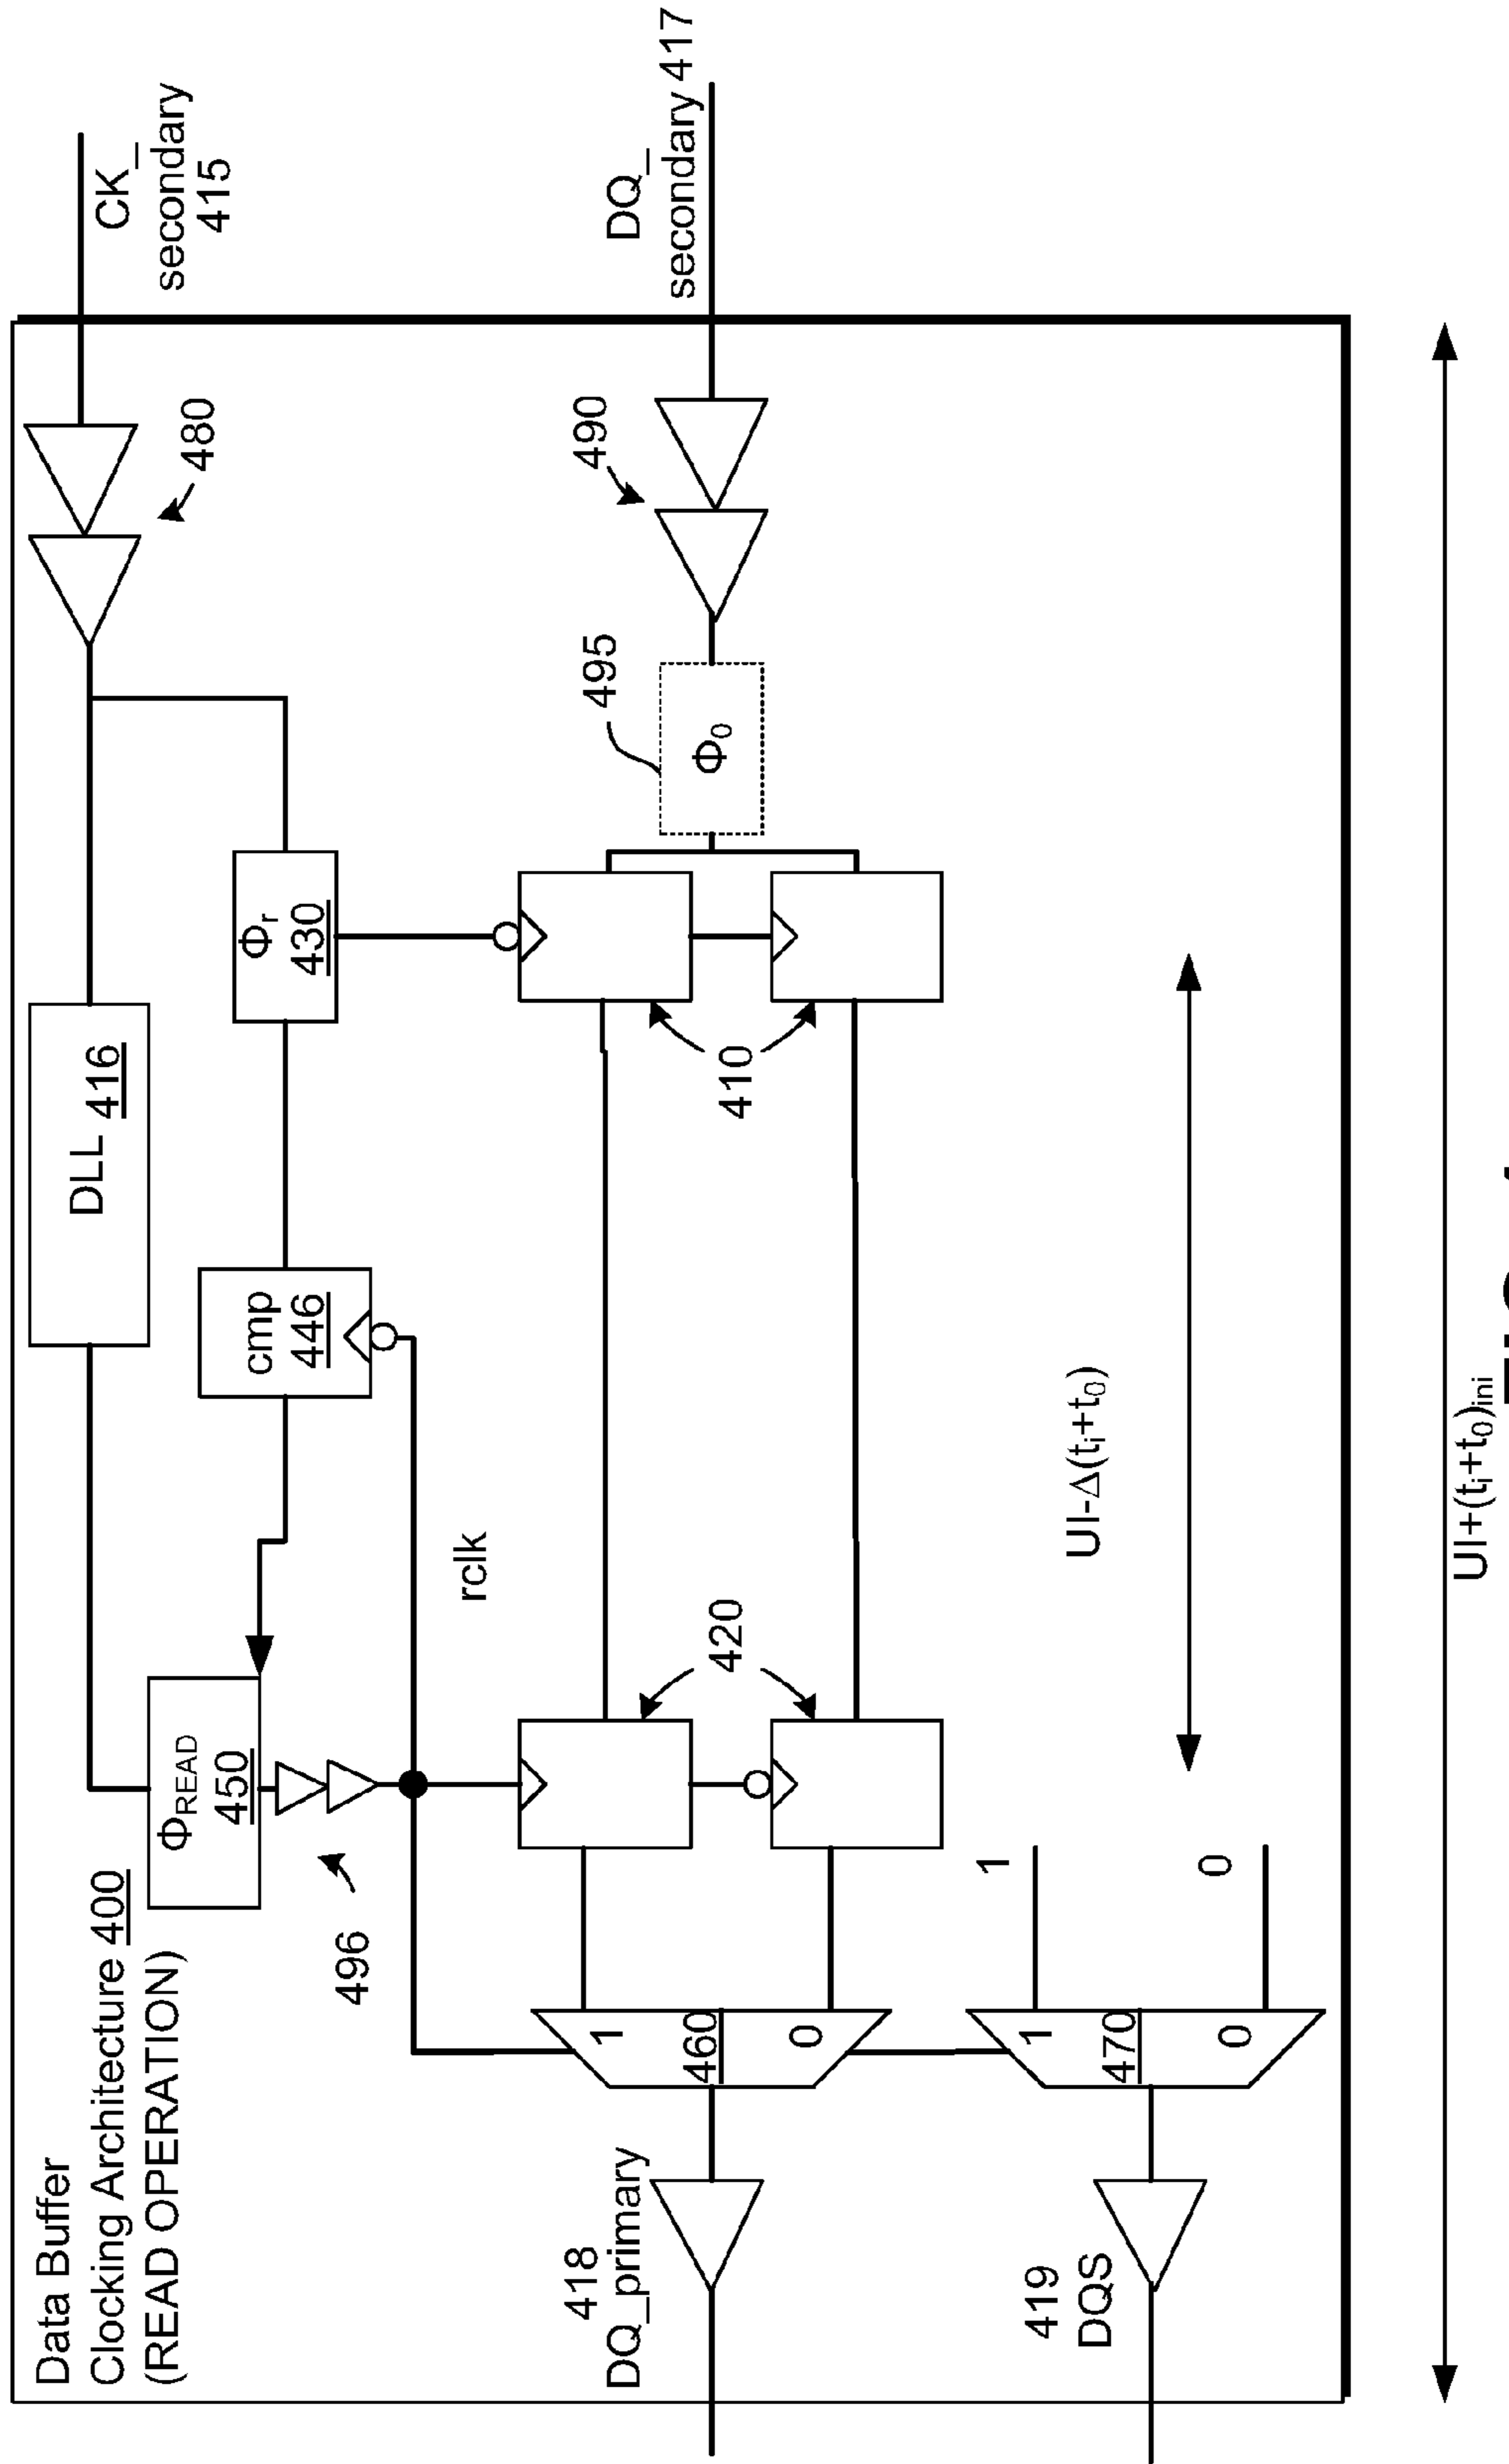 Data Buffer
Clocking Architecture 400
(READ OPERATION)
ΦREAD
450
DLL 416
CK_
secondary
415
480
496
cmp
446
Φr
430
rclk
418
DQ_primary
1
460
0
420
410
495
Φ0
490
DQ_
secondary 417
419
DQS
1
470
0
1
0
UI-Δ(ti+t0)
UI+(ti+t0)ini